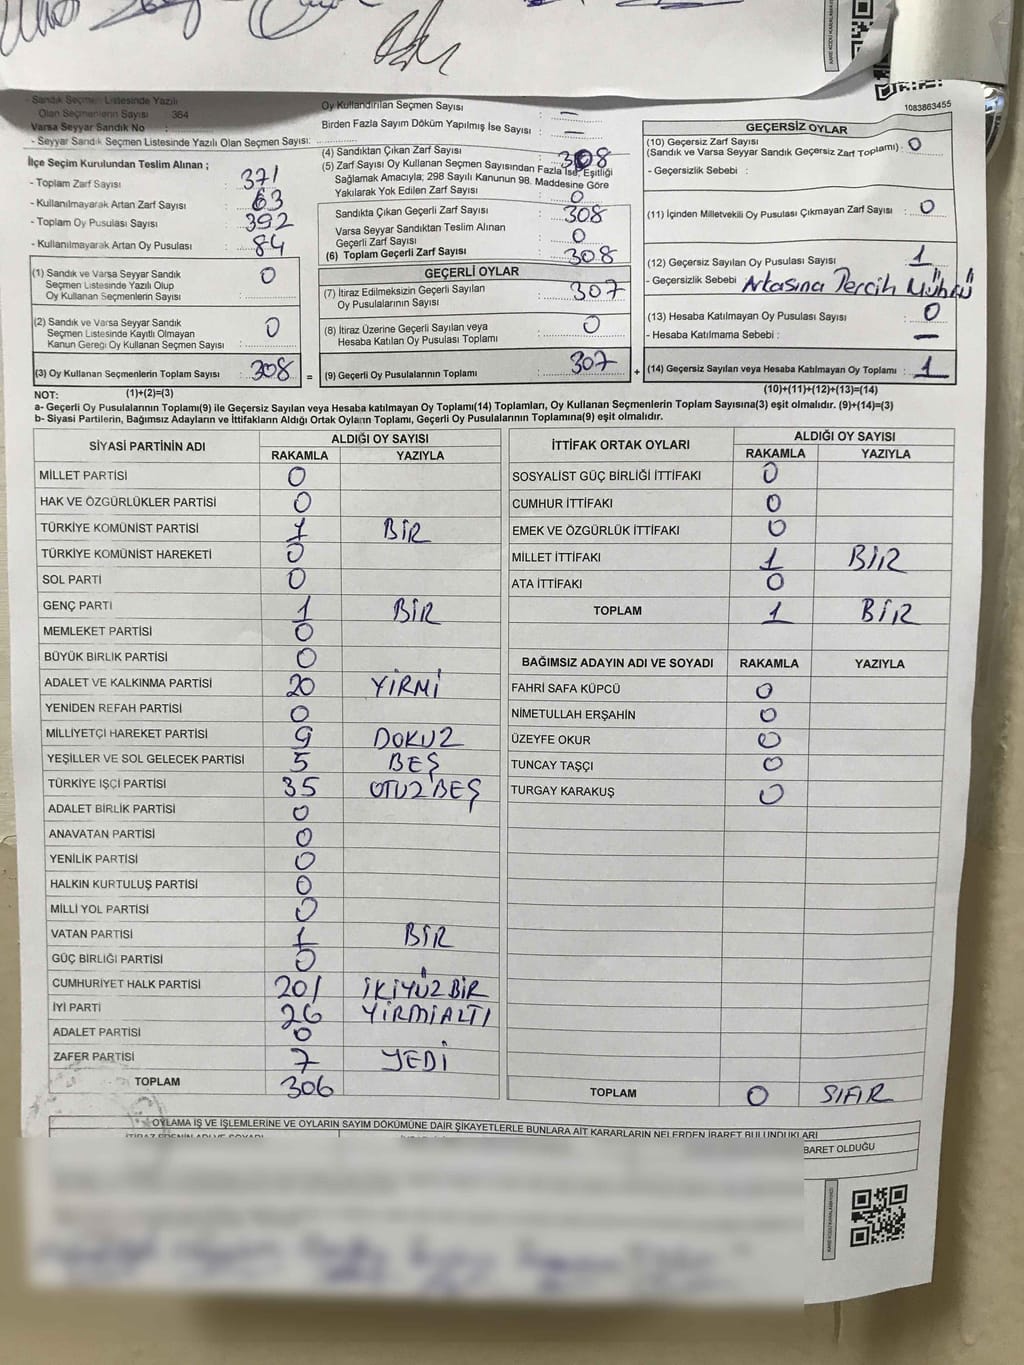 1083863455
- Sandık Seçmen Listesinde Yazılı
Olan Seçmenlerin Sayısı : 364
Varsa Seyyar Sandık No :
- Seyyar Sandık Seçmen Listesinde Yazılı Olan Seçmen Sayısı:
İlçe Seçim Kurulundan Teslim Alınan ;
- Toplam Zarf Sayısı : 371
- Kullanılmayarak Artan Zarf Sayısı : 63
- Toplam Oy Pusulası Sayısı : 392
- Kullanılmayarak Artan Oy Pusulası : 84
(1) Sandık ve Varsa Seyyar Sandık
Seçmen Listesinde Yazılı Olup
Oy Kullanan Seçmenlerin Sayısı : 0
(2) Sandık ve Varsa Seyyar Sandık
Seçmen Listesinde Kayıtlı Olmayan
Kanun Gereği Oy Kullanan Seçmen Sayısı : 0
(3) Oy Kullanan Seçmenlerin Toplam Sayısı : 308 =
Oy Kullandırılan Seçmen Sayısı : —
Birden Fazla Sayım Döküm Yapılmış İse Sayısı : —
(4) Sandıktan Çıkan Zarf Sayısı : 308
(5) Zarf Sayısı Oy Kullanan Seçmen Sayısından Fazla İse, Eşitliği
Sağlamak Amacıyla; 298 Sayılı Kanunun 98. Maddesine Göre
Yakılarak Yok Edilen Zarf Sayısı : 0
Sandıkta Çıkan Geçerli Zarf Sayısı : 308
Varsa Seyyar Sandıktan Teslim Alınan
Geçerli Zarf Sayısı : 0
(6) Toplam Geçerli Zarf Sayısı : 308
GEÇERLİ OYLAR
(7) İtiraz Edilmeksizin Geçerli Sayılan
Oy Pusulalarının Sayısı : 307
(8) İtiraz Üzerine Geçerli Sayılan veya
Hesaba Katılan Oy Pusulası Toplamı : 0
(9) Geçerli Oy Pusulalarının Toplamı : 307 +
GEÇERSİZ OYLAR
(10) Geçersiz Zarf Sayısı
(Sandık ve Varsa Seyyar Sandık Geçersiz Zarf Toplamı) : 0
- Geçersizlik Sebebi :
(11) İçinden Milletvekili Oy Pusulası Çıkmayan Zarf Sayısı : 0
(12) Geçersiz Sayılan Oy Pusulası Sayısı : 1
- Geçersizlik Sebebi : Arkasına Tercih Mührü
(13) Hesaba Katılmayan Oy Pusulası Sayısı : 0
- Hesaba Katılmama Sebebi : —
(14) Geçersiz Sayılan veya Hesaba Katılmayan Oy Toplamı : 1
NOT: (1)+(2)=(3) (10)+(11)+(12)+(13)=(14)
a- Geçerli Oy Pusulalarının Toplamı(9) ile Geçersiz Sayılan veya Hesaba katılmayan Oy Toplamı(14) Toplamları, Oy Kullanan Seçmenlerin Toplam Sayısına(3) eşit olmalıdır. (9)+(14)=(3)
b- Siyasi Partilerin, Bağımsız Adayların ve İttifakların Aldığı Ortak Oyların Toplamı, Geçerli Oy Pusulalarının Toplamına(9) eşit olmalıdır.
SİYASİ PARTİNİN ADI ALDIĞI OY SAYISI
RAKAMLA YAZIYLA
MİLLET PARTİSİ 0
HAK VE ÖZGÜRLÜKLER PARTİSİ 0
TÜRKİYE KOMÜNİST PARTİSİ 1 BİR
TÜRKİYE KOMÜNİST HAREKETİ 0
SOL PARTİ 0
GENÇ PARTİ 1 BİR
MEMLEKET PARTİSİ 0
BÜYÜK BİRLİK PARTİSİ 0
ADALET VE KALKINMA PARTİSİ 20 YİRMİ
YENİDEN REFAH PARTİSİ 0
MİLLİYETÇİ HAREKET PARTİSİ 9 DOKUZ
YEŞİLLER VE SOL GELECEK PARTİSİ 5 BEŞ
TÜRKİYE İŞÇİ PARTİSİ 35 OTUZ BEŞ
ADALET BİRLİK PARTİSİ 0
ANAVATAN PARTİSİ 0
YENİLİK PARTİSİ 0
HALKIN KURTULUŞ PARTİSİ 0
MİLLİ YOL PARTİSİ 0
VATAN PARTİSİ 1 BİR
GÜÇ BİRLİĞİ PARTİSİ 0
CUMHURİYET HALK PARTİSİ 201 İKİYÜZ BİR
İYİ PARTİ 26 YİRMİALTI
ADALET PARTİSİ 0
ZAFER PARTİSİ 7 YEDİ
TOPLAM 306
İTTİFAK ORTAK OYLARI ALDIĞI OY SAYISI
RAKAMLA YAZIYLA
SOSYALİST GÜÇ BİRLİĞİ İTTİFAKI 0
CUMHUR İTTİFAKI 0
EMEK VE ÖZGÜRLÜK İTTİFAKI 0
MİLLET İTTİFAKI 1 BİR
ATA İTTİFAKI 0
TOPLAM 1 BİR
BAĞIMSIZ ADAYIN ADI VE SOYADI RAKAMLA YAZIYLA
FAHRİ SAFA KÜPCÜ 0
NİMETULLAH ERŞAHİN 0
ÜZEYFE OKUR 0
TUNCAY TAŞÇI 0
TURGAY KARAKUŞ 0
TOPLAM 0 SIFIR
OYLAMA İŞ VE İŞLEMLERİNE VE OYLARIN SAYIM DÖKÜMÜNE DAİR ŞİKAYETLERLE BUNLARA AİT KARARLARIN NELERDEN İBARET BULUNDUKLARI
İTİRAZ EDENİN ADI VE SOYADI
BARET OLDUĞU